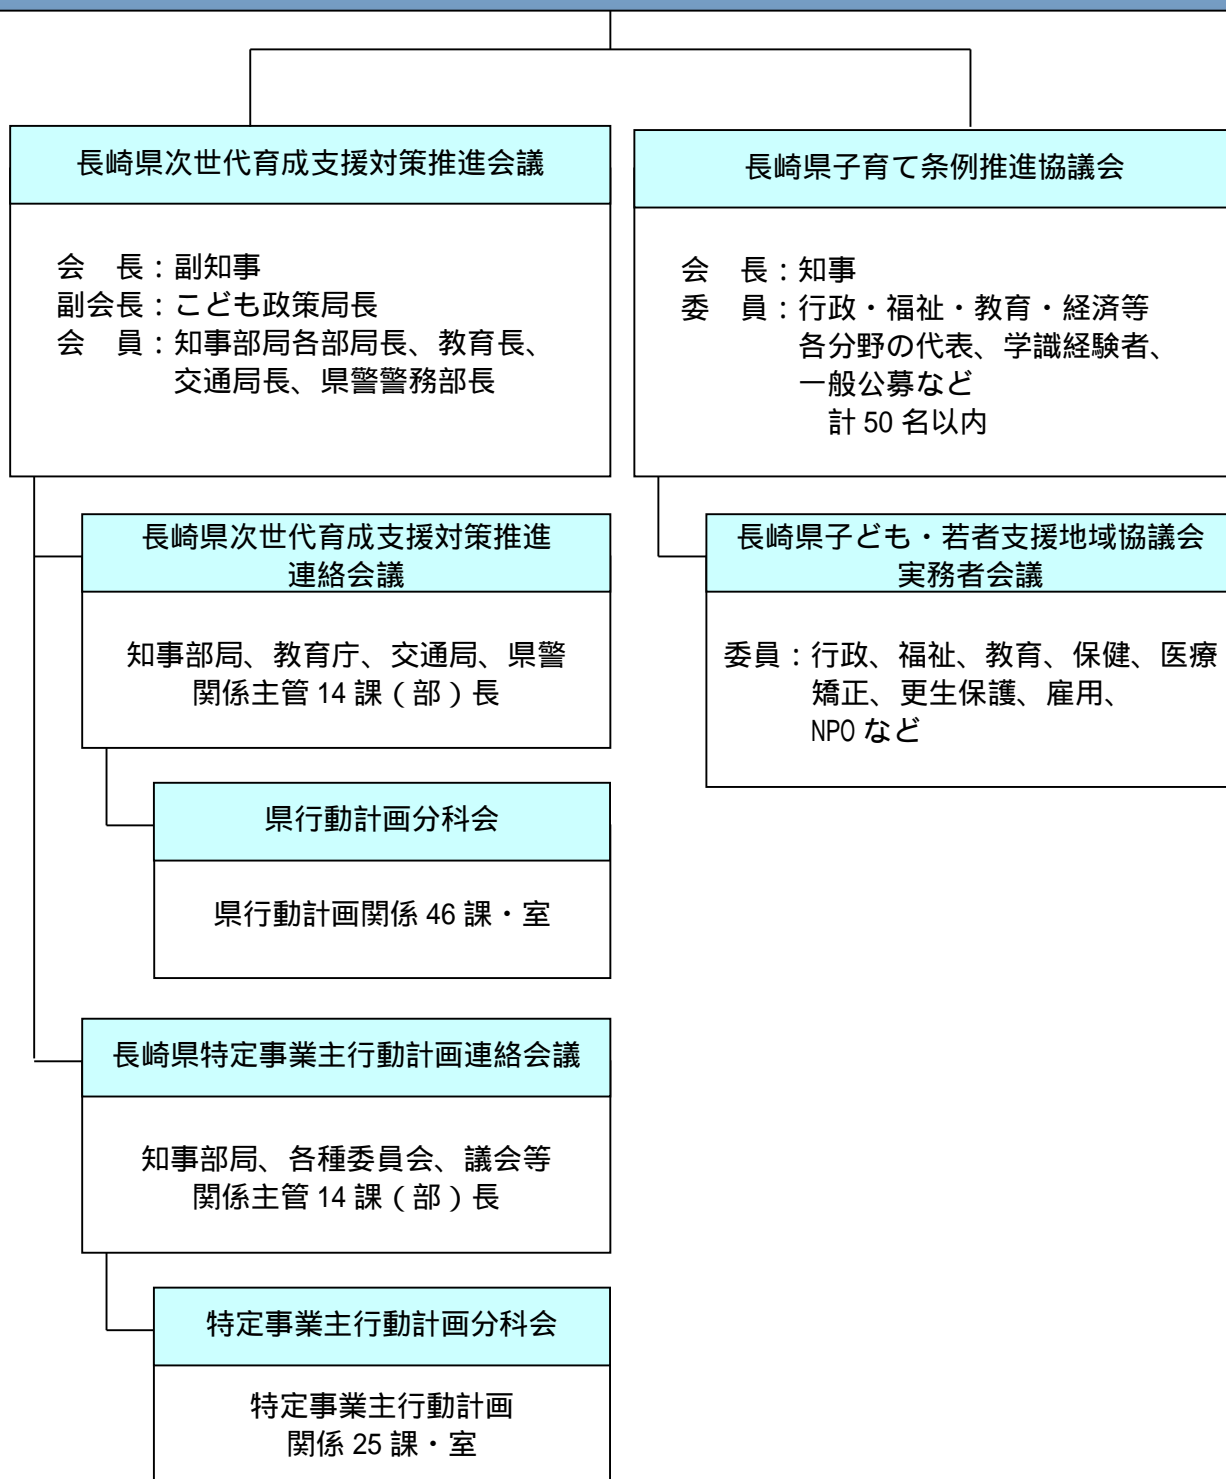 長崎県次世代育成支援対策推進会議
会　長：副知事
副会長：こども政策局長
会　員：知事部局各部局長、教育長、
交通局長、県警警務部長
長崎県子育て条例推進協議会
会　長：知事
委　員：行政・福祉・教育・経済等
各分野の代表、学識経験者、
一般公募など
計 50 名以内
長崎県次世代育成支援対策推進
連絡会議
知事部局、教育庁、交通局、県警
関係主管 14 課（部）長
長崎県子ども・若者支援地域協議会
実務者会議
委員：行政、福祉、教育、保健、医療
矯正、更生保護、雇用、
NPO など
県行動計画分科会
県行動計画関係 46 課・室
長崎県特定事業主行動計画連絡会議
知事部局、各種委員会、議会等
関係主管 14 課（部）長
特定事業主行動計画分科会
特定事業主行動計画
関係 25 課・室